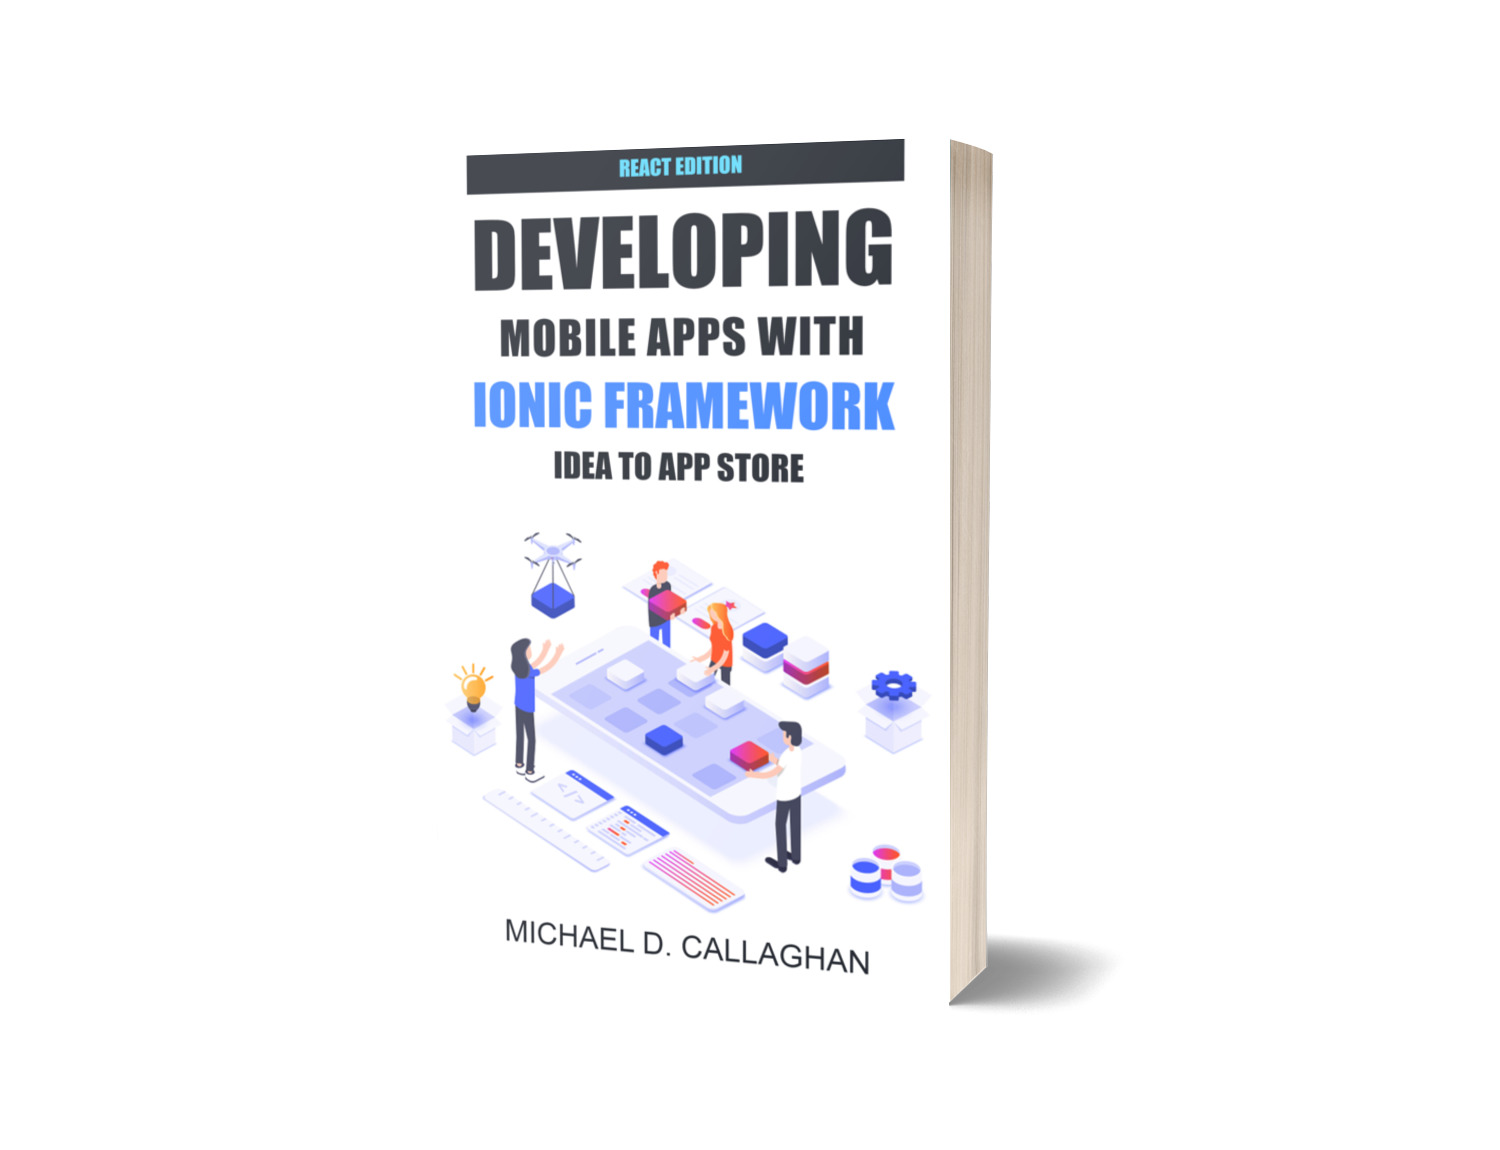 REACT EDITION
DEVELOPING
MOBILE APPS WITH
IONIC FRAMEWORK
IDEA TO APP STORE
</>
MICHAEL D. CALLAGHAN